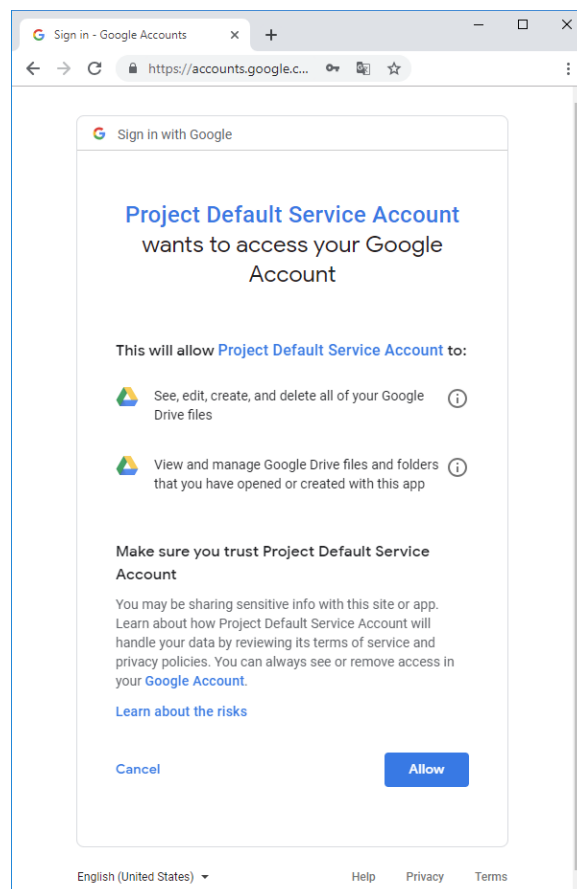 Sign in - Google Accounts
https://accounts.google.c...
Sign in with Google
Project Default Service Account
wants to access your Google
Account
This will allow Project Default Service Account to:
See, edit, create, and delete all of your Google
Drive files
View and manage Google Drive files and folders
that you have opened or created with this app
Make sure you trust Project Default Service
Account
You may be sharing sensitive info with this site or app.
Learn about how Project Default Service Account will
handle your data by reviewing its terms of service and
privacy policies. You can always see or remove access in
your Google Account.
Learn about the risks
Cancel Allow
English (United States) Help Privacy Terms